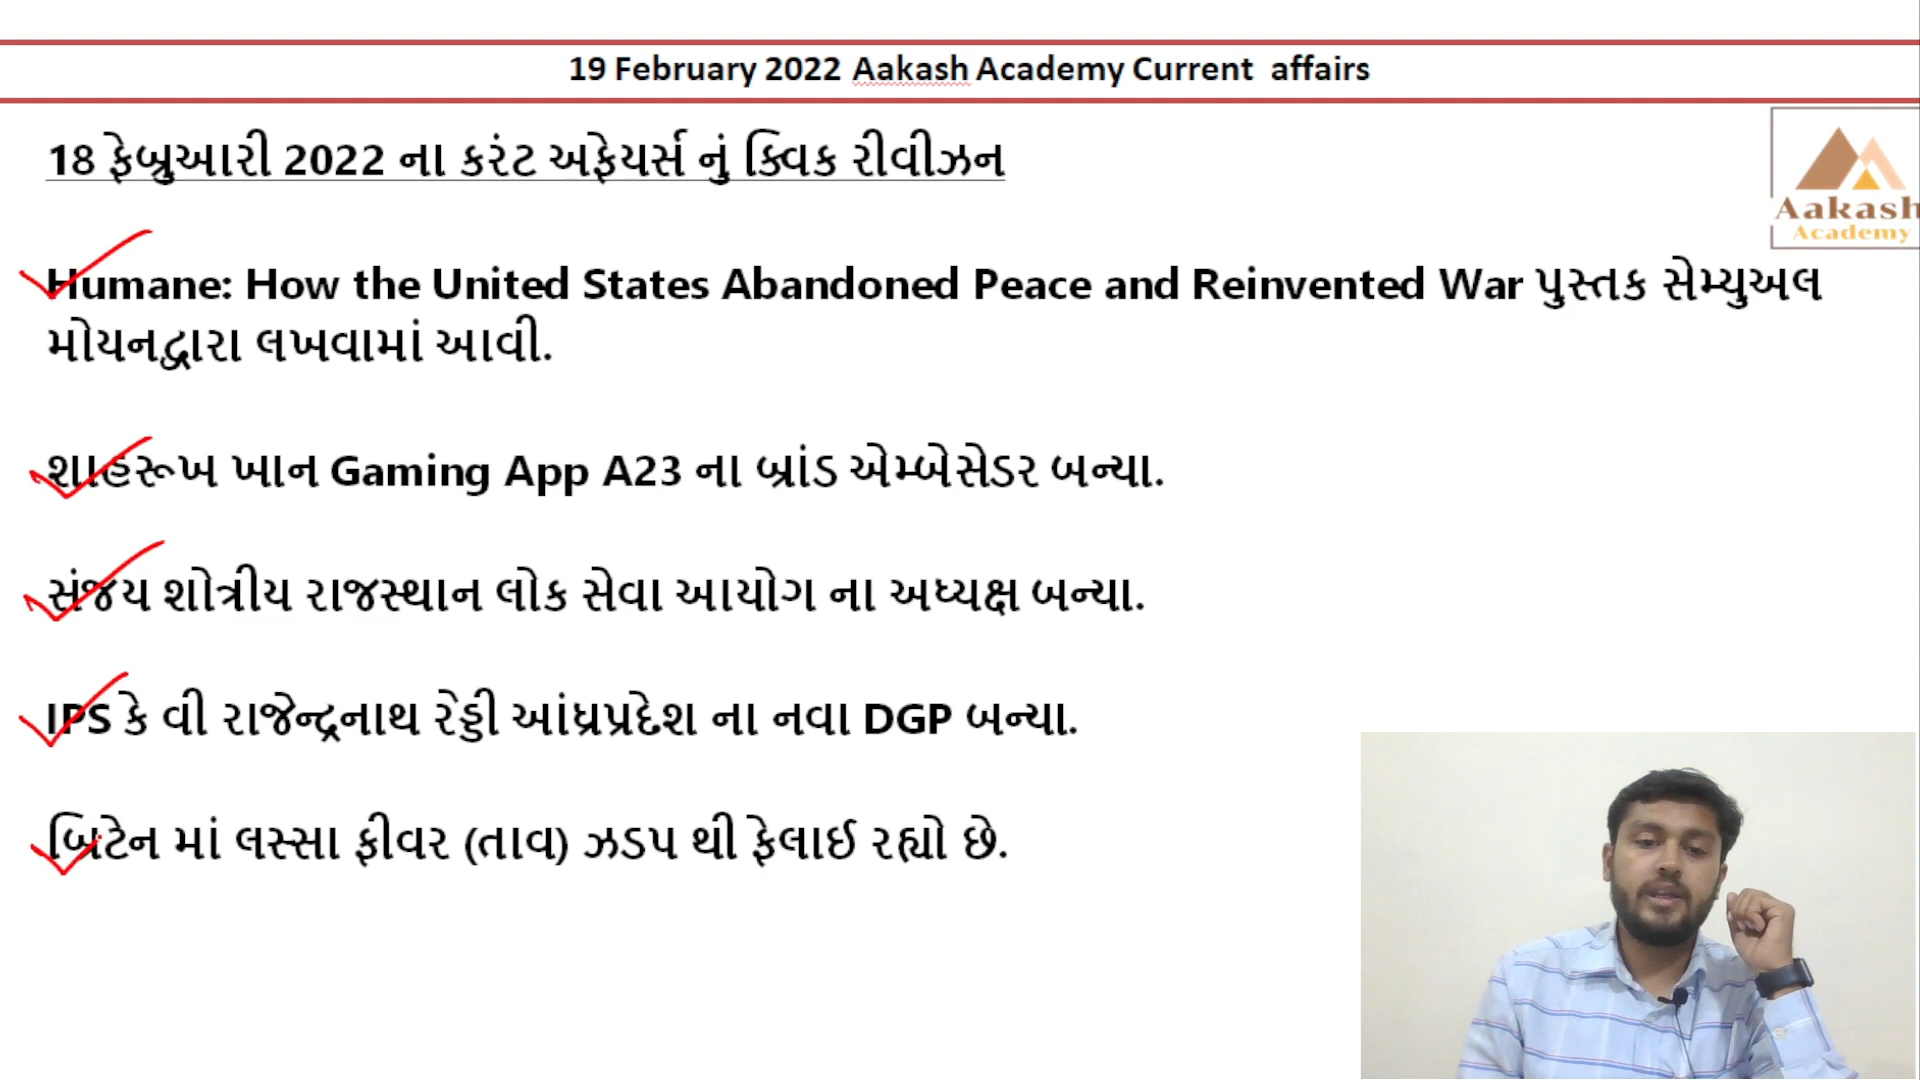 19 February 2022 Aakash Academy Current affairs
18 ફેબ્રુઆરી 2022 ના કરંટ અફેયર્સ નું ક્વિક રીવીઝન
Aakash
Academy
Humane: How the United States Abandoned Peace and Reinvented War પુસ્તક સેમ્યુઅલ
મોયનદ્વારા લખવામાં આવી.
શાહરૂખ ખાન Gaming App A23 ના બ્રાંડ એમ્બેસેડર બન્યા.
સંજય શોત્રીય રાજસ્થાન લોક સેવા આયોગ ના અધ્યક્ષ બન્યા.
IPS કે વી રાજેન્દ્રનાથ રેડ્ડી આંધ્રપ્રદેશ ના નવા DGP બન્યા.
બિટેન માં લસ્સા ફીવર (તાવ) ઝડપ થી ફેલાઈ રહ્યો છે.